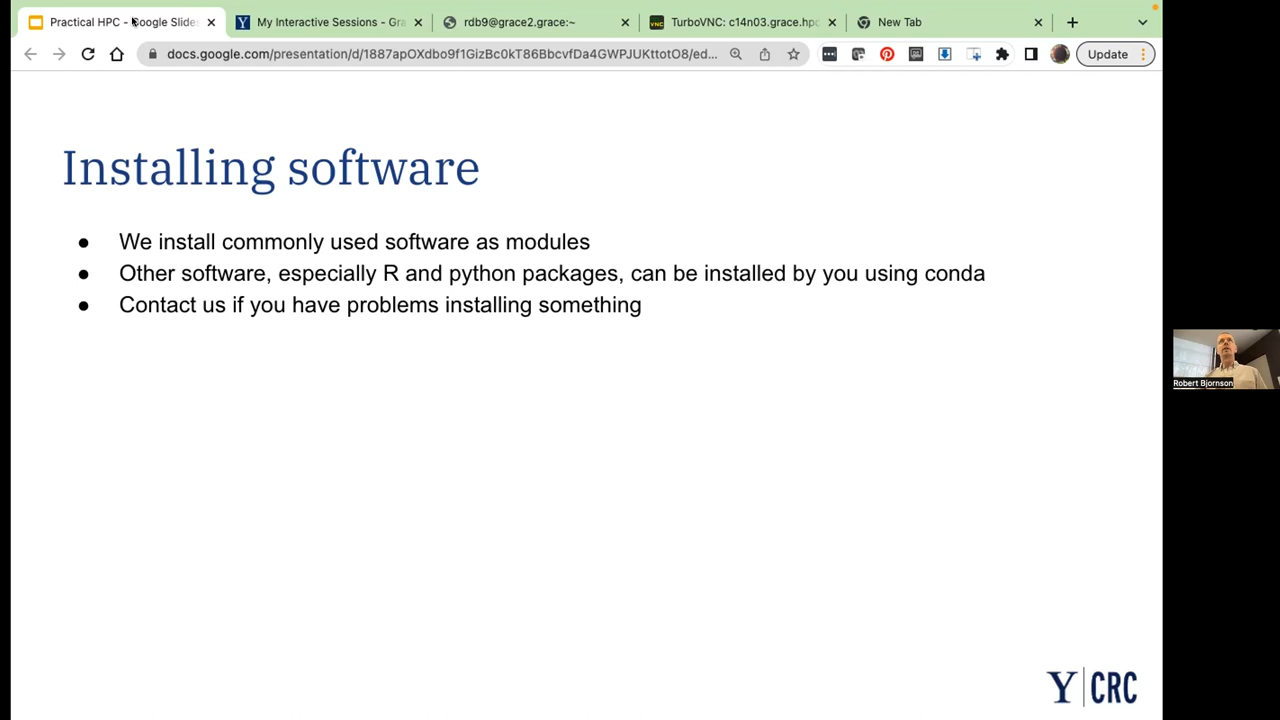 Practical HPC - Google Slides
My Interactive Sessions - Gra
rdb9@grace2.grace:~
TurboVNC: c14n03.grace.hpc
New Tab
docs.google.com/presentation/d/1887apOXdbo9f1GizBc0kT86BbcvfDa4GWPJUKttotO8/ed...
Update
Installing software
● We install commonly used software as modules
● Other software, especially R and python packages, can be installed by you using conda
● Contact us if you have problems installing something
Robert Bjornson
Y CRC